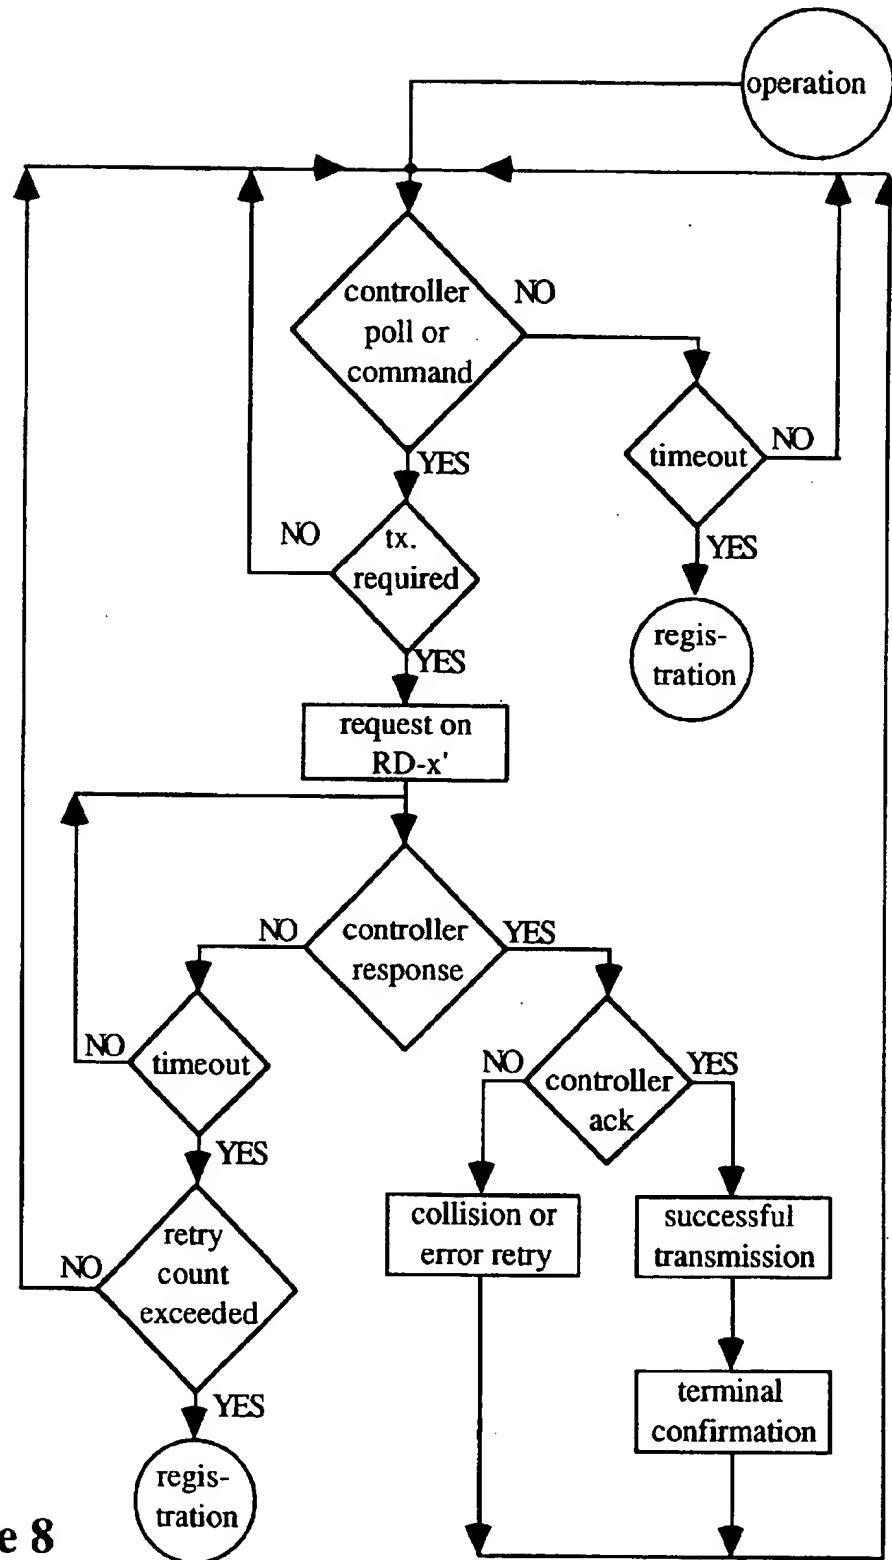 operation
controller
poll or
command
NO
timeout
NO
YES
YES
regis-
tration
NO
tx.
required
YES
request on
RD-x'
NO
controller
response
YES
NO
timeout
YES
NO
controller
ack
YES
retry
count
exceeded
NO
YES
regis-
tration
collision or
error retry
successful
transmission
terminal
confirmation
e 8